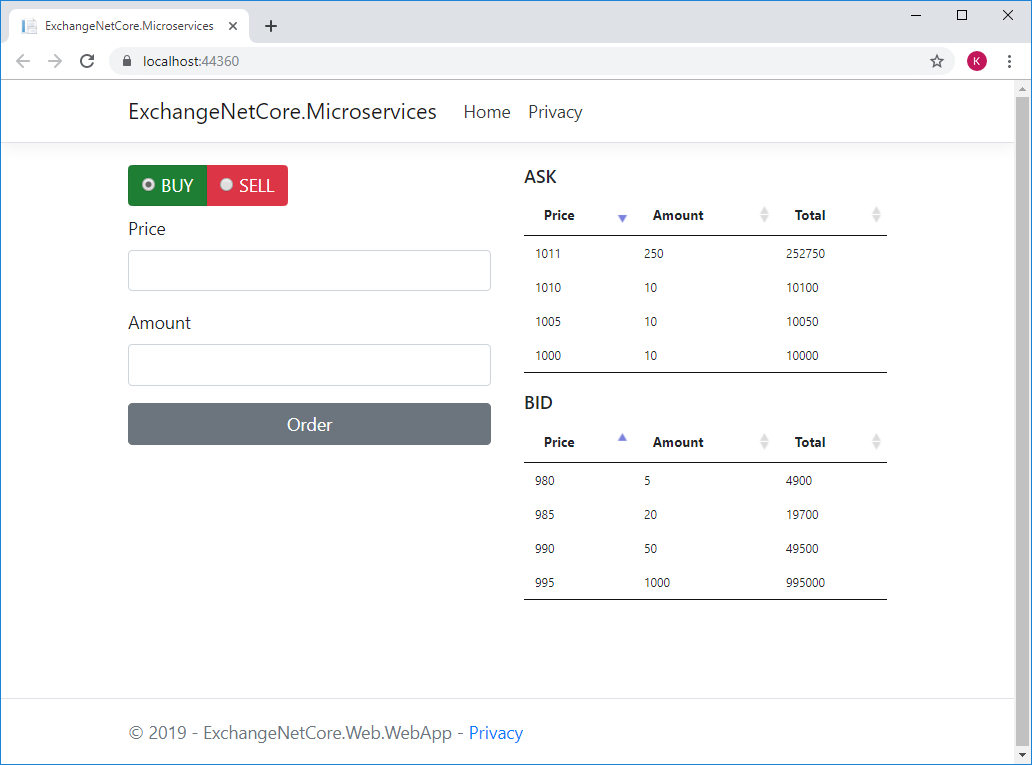 ExchangeNetCore.Microservices
localhost:44360
K
ExchangeNetCore.Microservices Home Privacy
BUY SELL
Price
Amount
Order
ASK
Price Amount Total
1011 250 252750
1010 10 10100
1005 10 10050
1000 10 10000
BID
Price Amount Total
980 5 4900
985 20 19700
990 50 49500
995 1000 995000
© 2019 - ExchangeNetCore.Web.WebApp - Privacy